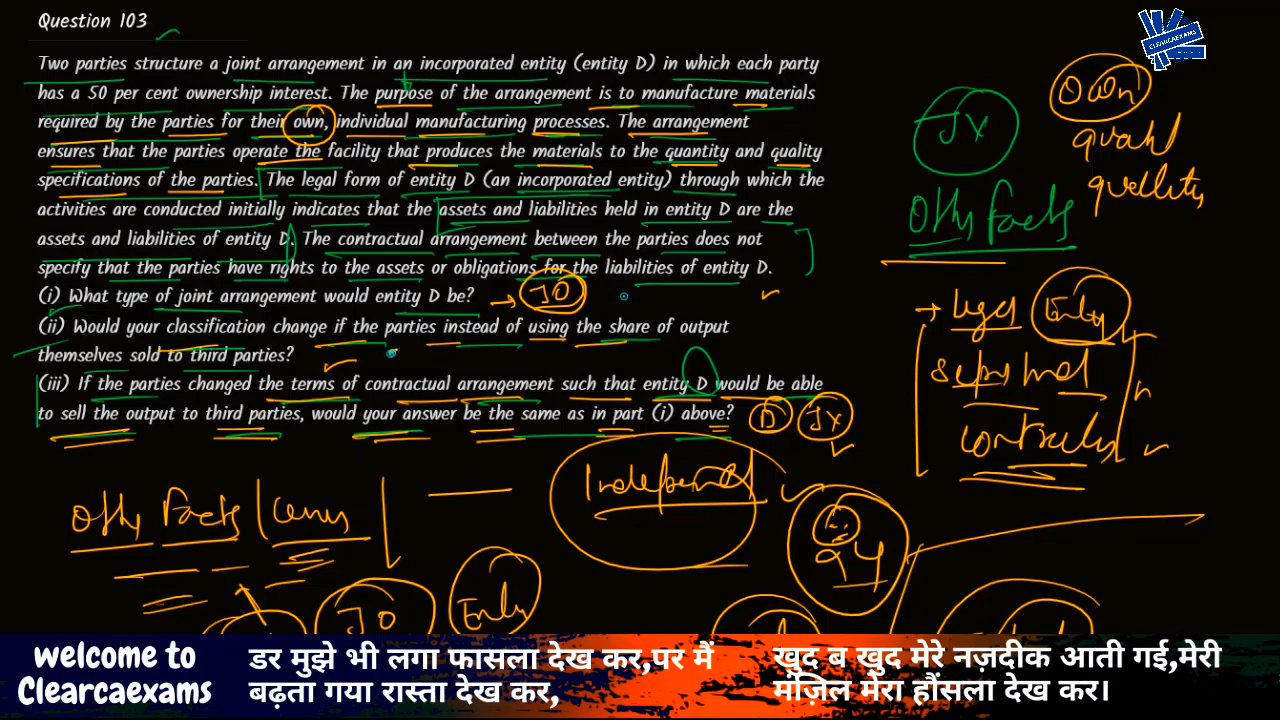 Question 103
CLEARCAEXAMS
Two parties structure a joint arrangement in an incorporated entity (entity D) in which each party
has a 50 per cent ownership interest. The purpose of the arrangement is to manufacture materials
required by the parties for their own, individual manufacturing processes. The arrangement
ensures that the parties operate the facility that produces the materials to the quantity and quality
specifications of the parties. The legal form of entity D (an incorporated entity) through which the
activities are conducted initially indicates that the assets and liabilities held in entity D are the
assets and liabilities of entity D. The contractual arrangement between the parties does not
specify that the parties have rights to the assets or obligations for the liabilities of entity D.
(i) What type of joint arrangement would entity D be?
(ii) Would your classification change if the parties instead of using the share of output
themselves sold to third parties?
(iii) If the parties changed the terms of contractual arrangement such that entity D would be able
to sell the output to third parties, would your answer be the same as in part (i) above?
Own
JV
Facts
JO
Entity
D JV
Facts
JO
Entity
welcome to
Clearcaexams
डर मुझे भी लगा फासला देख कर,पर मैं
बढ़ता गया रास्ता देख कर,
खुद ब खुद मेरे नज़दीक आती गई,मेरी
मंज़िल मेरा हौंसला देख कर।